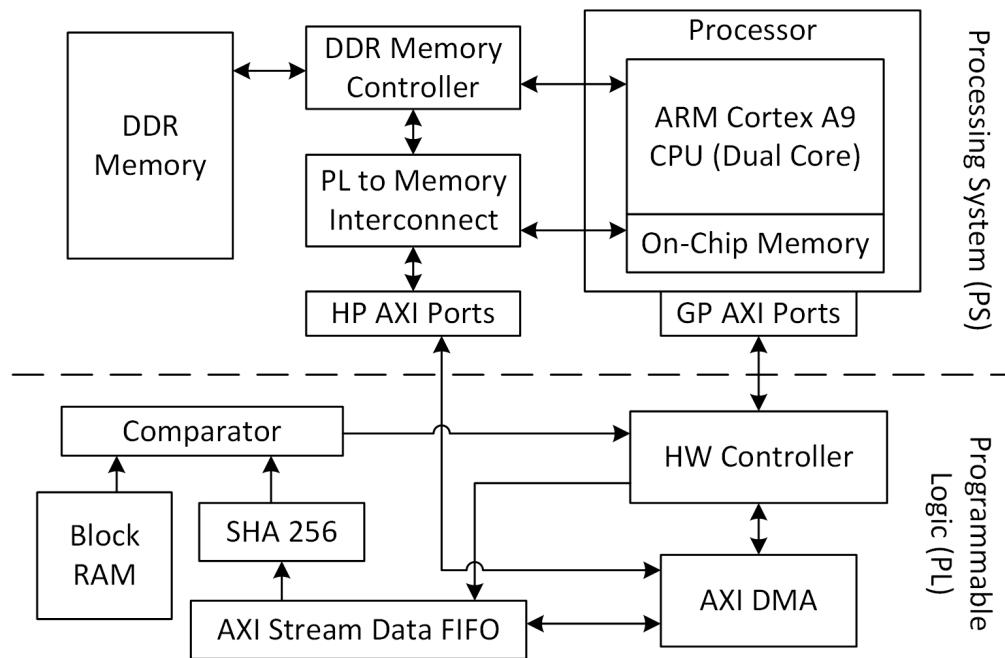 DDR
Memory
DDR Memory
Controller
PL to Memory
Interconnect
HP AXI Ports
Processor
ARM Cortex A9
CPU (Dual Core)
On-Chip Memory
GP AXI Ports
Processing System (PS)
Comparator
Block
RAM
SHA 256
AXI Stream Data FIFO
HW Controller
AXI DMA
Programmable
Logic (PL)